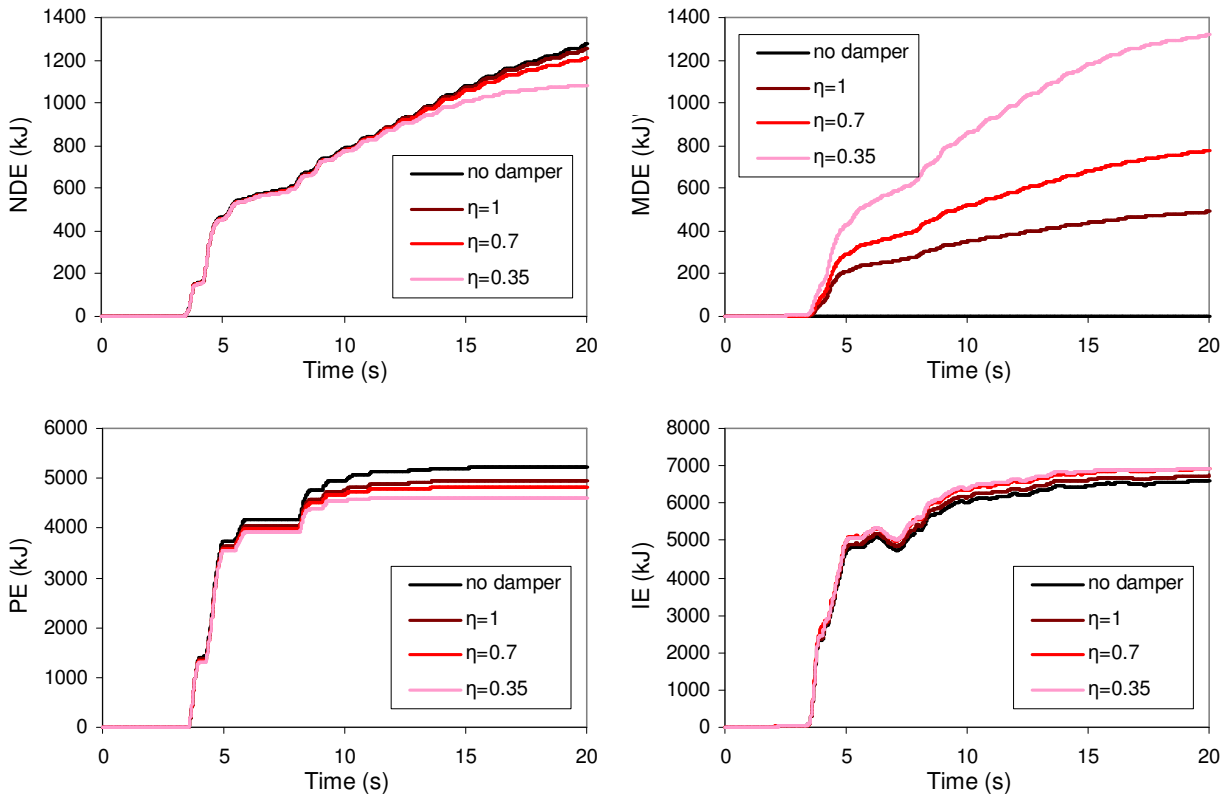 1400
1200
1000
800
600
400
200
0
NDE (kJ)
no damper
η=1
η=0.7
η=0.35
0 5 10 15 20
Time (s)
1400
1200
1000
800
600
400
200
0
MDE (kJ)
no damper
η=1
η=0.7
η=0.35
0 5 10 15 20
Time (s)
6000
5000
4000
3000
2000
1000
0
PE (kJ)
no damper
η=1
η=0.7
η=0.35
0 5 10 15 20
Time (s)
8000
7000
6000
5000
4000
3000
2000
1000
0
IE (kJ)
no damper
η=1
η=0.7
η=0.35
0 5 10 15 20
Time (s)